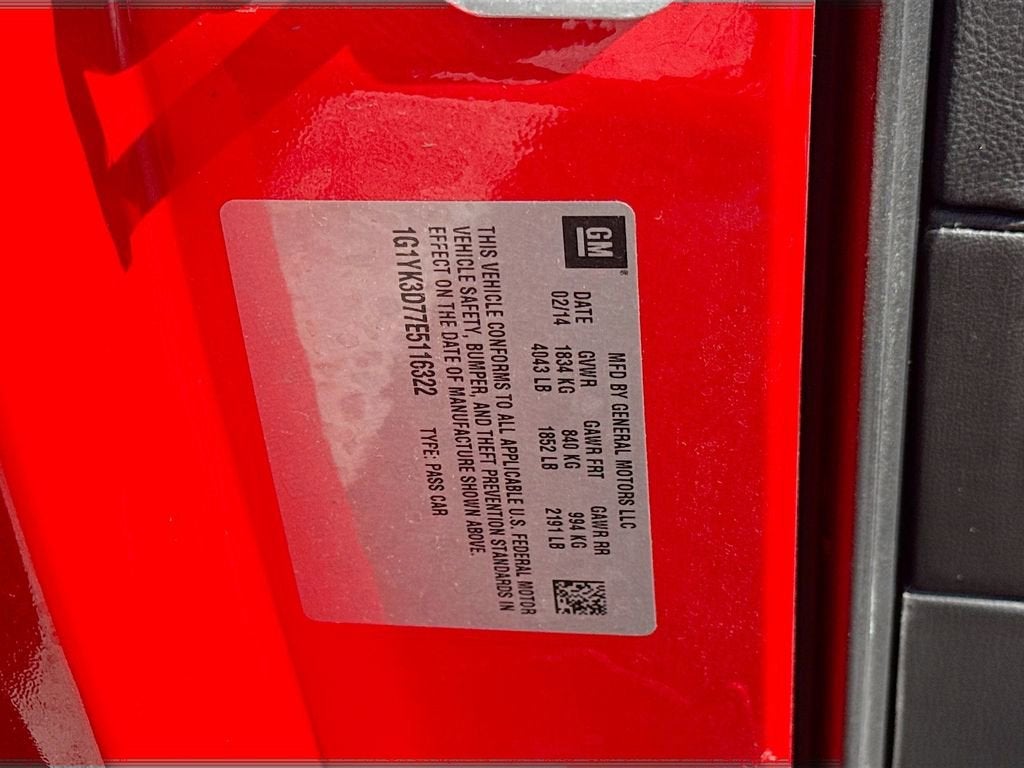 GM
MFD BY GENERAL MOTORS LLC
DATE GVWR GAWR FRT GAWR RR
02/14 1834 KG 840 KG 994 KG
4043 LB 1852 LB 2191 LB
THIS VEHICLE CONFORMS TO ALL APPLICABLE U.S. FEDERAL MOTOR
VEHICLE SAFETY, BUMPER, AND THEFT PREVENTION STANDARDS IN
EFFECT ON THE DATE OF MANUFACTURE SHOWN ABOVE.
1G1YK3D77E5116322 TYPE: PASS CAR